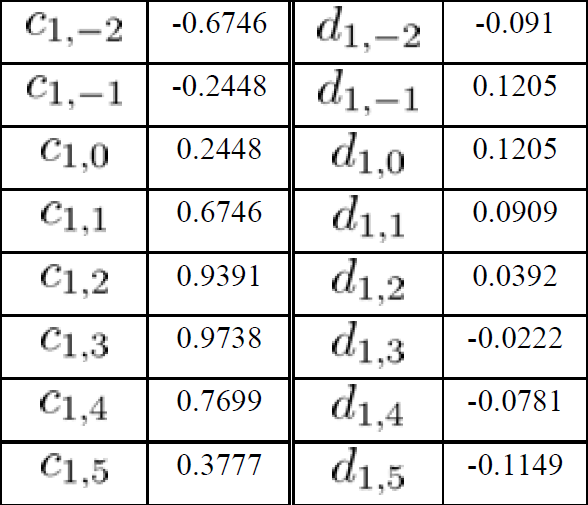 c1,−2 -0.6746 d1,−2 -0.091
c1,−1 -0.2448 d1,−1 0.1205
c1,0 0.2448 d1,0 0.1205
c1,1 0.6746 d1,1 0.0909
c1,2 0.9391 d1,2 0.0392
c1,3 0.9738 d1,3 -0.0222
c1,4 0.7699 d1,4 -0.0781
c1,5 0.3777 d1,5 -0.1149